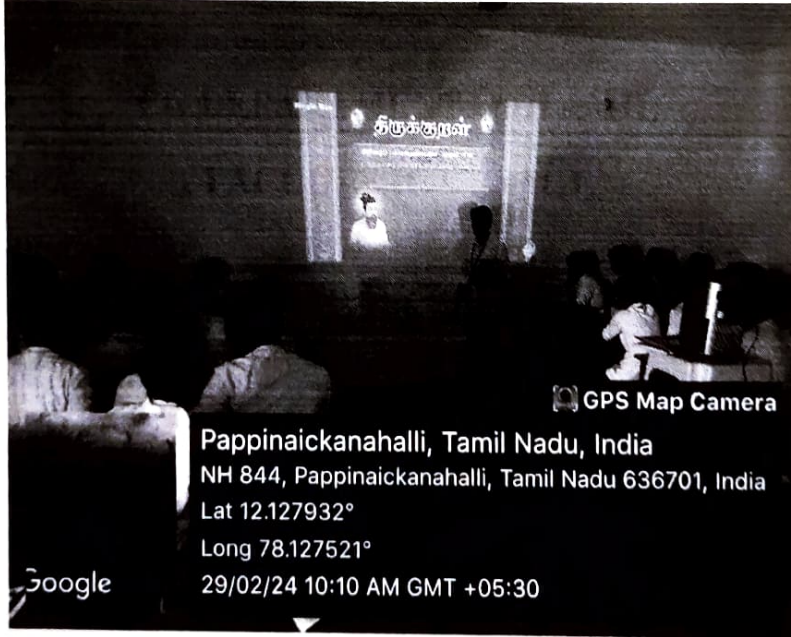 திருக்குறள்
GPS Map Camera
Pappinaickanahalli, Tamil Nadu, India
NH 844, Pappinaickanahalli, Tamil Nadu 636701, India
Lat 12.127932°
Long 78.127521°
29/02/24 10:10 AM GMT +05:30
Google